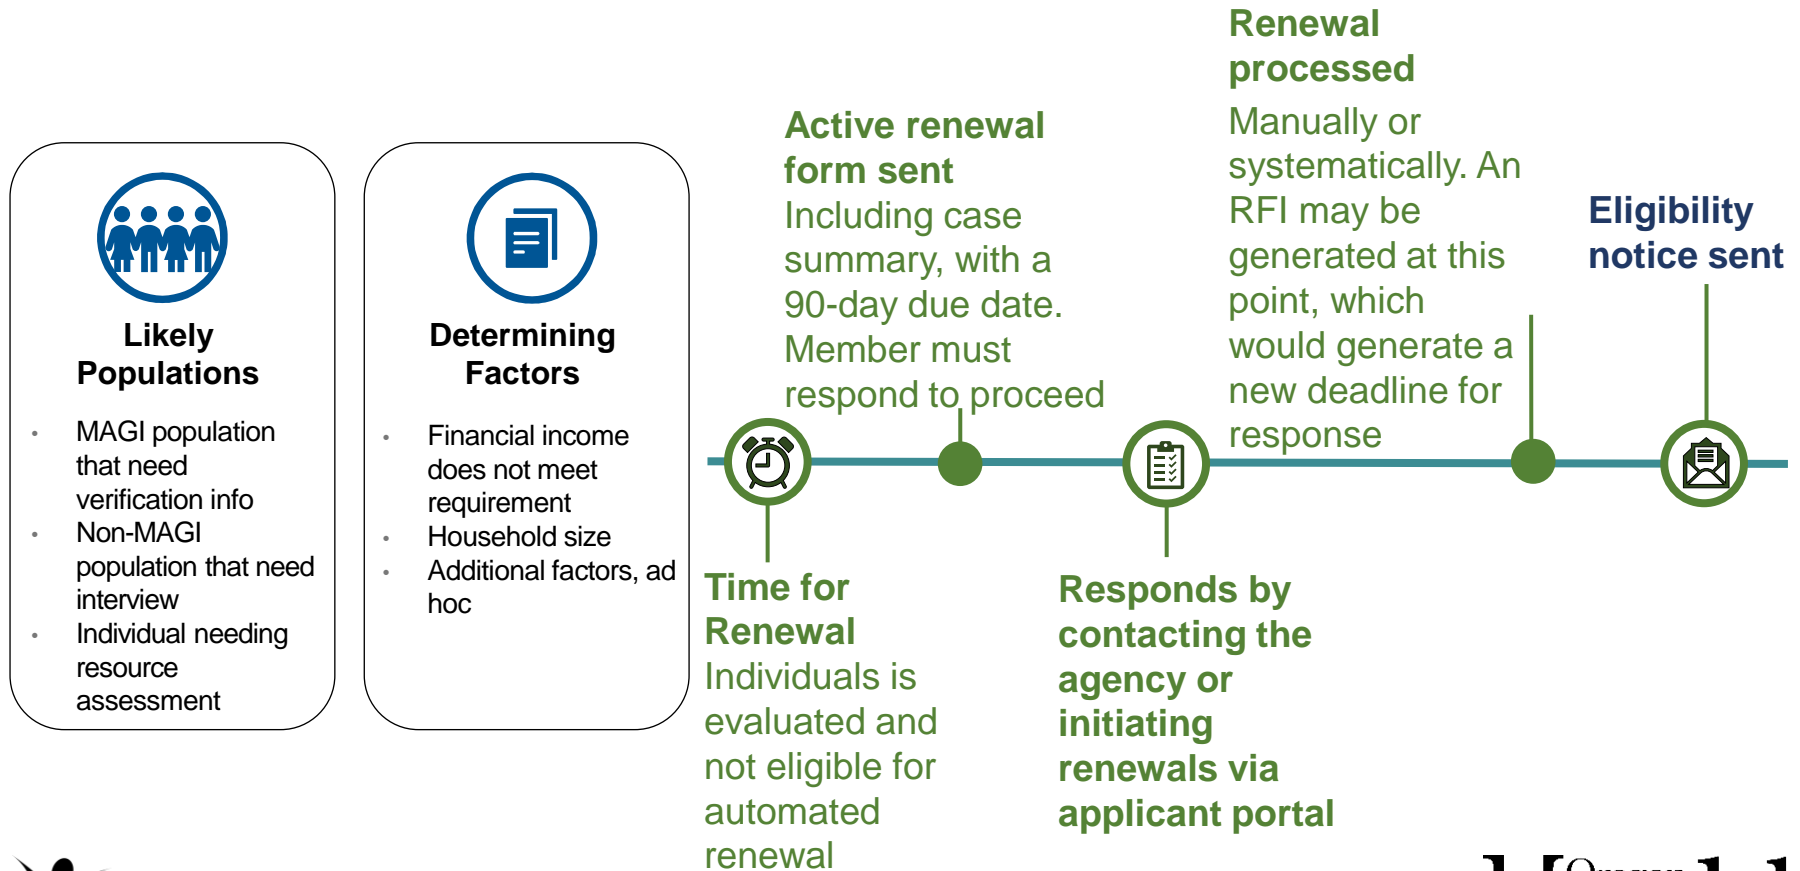 Likely
Populations
• MAGI population
that need
verification info
• Non-MAGI
population that need
interview
• Individual needing
resource
assessment
Determining
Factors
• Financial income
does not meet
requirement
• Household size
• Additional factors, ad
hoc
Time for
Renewal
Individuals is
evaluated and
not eligible for
automated
renewal
Active renewal
form sent
Including case
summary, with a
90-day due date.
Member must
respond to proceed
Responds by
contacting the
agency or
initiating
renewals via
applicant portal
Renewal
processed
Manually or
systematically. An
RFI may be
generated at this
point, which
would generate a
new deadline for
response
Eligibility
notice sent